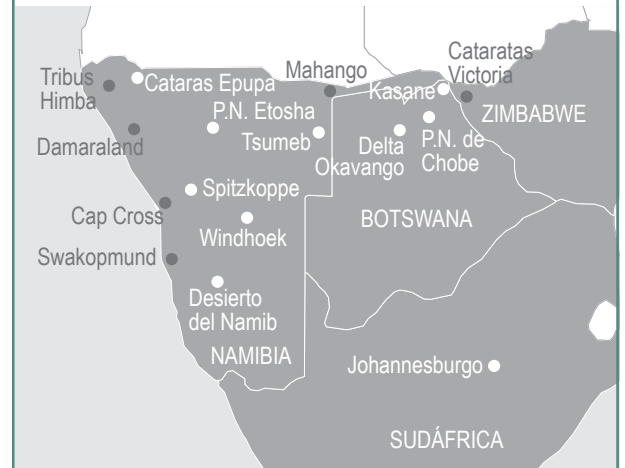 Cataratas
Victoria
Tribus
Himba
Cataras Epupa
Mahango
Kasane
P.N. Etosha
ZIMBABWE
Damaraland
Tsumeb
Delta
Okavango
P.N. de
Chobe
Spitzkoppe
Cap Cross
BOTSWANA
Windhoek
Swakopmund
Desierto
del Namib
NAMIBIA
Johannesburgo
SUDÁFRICA